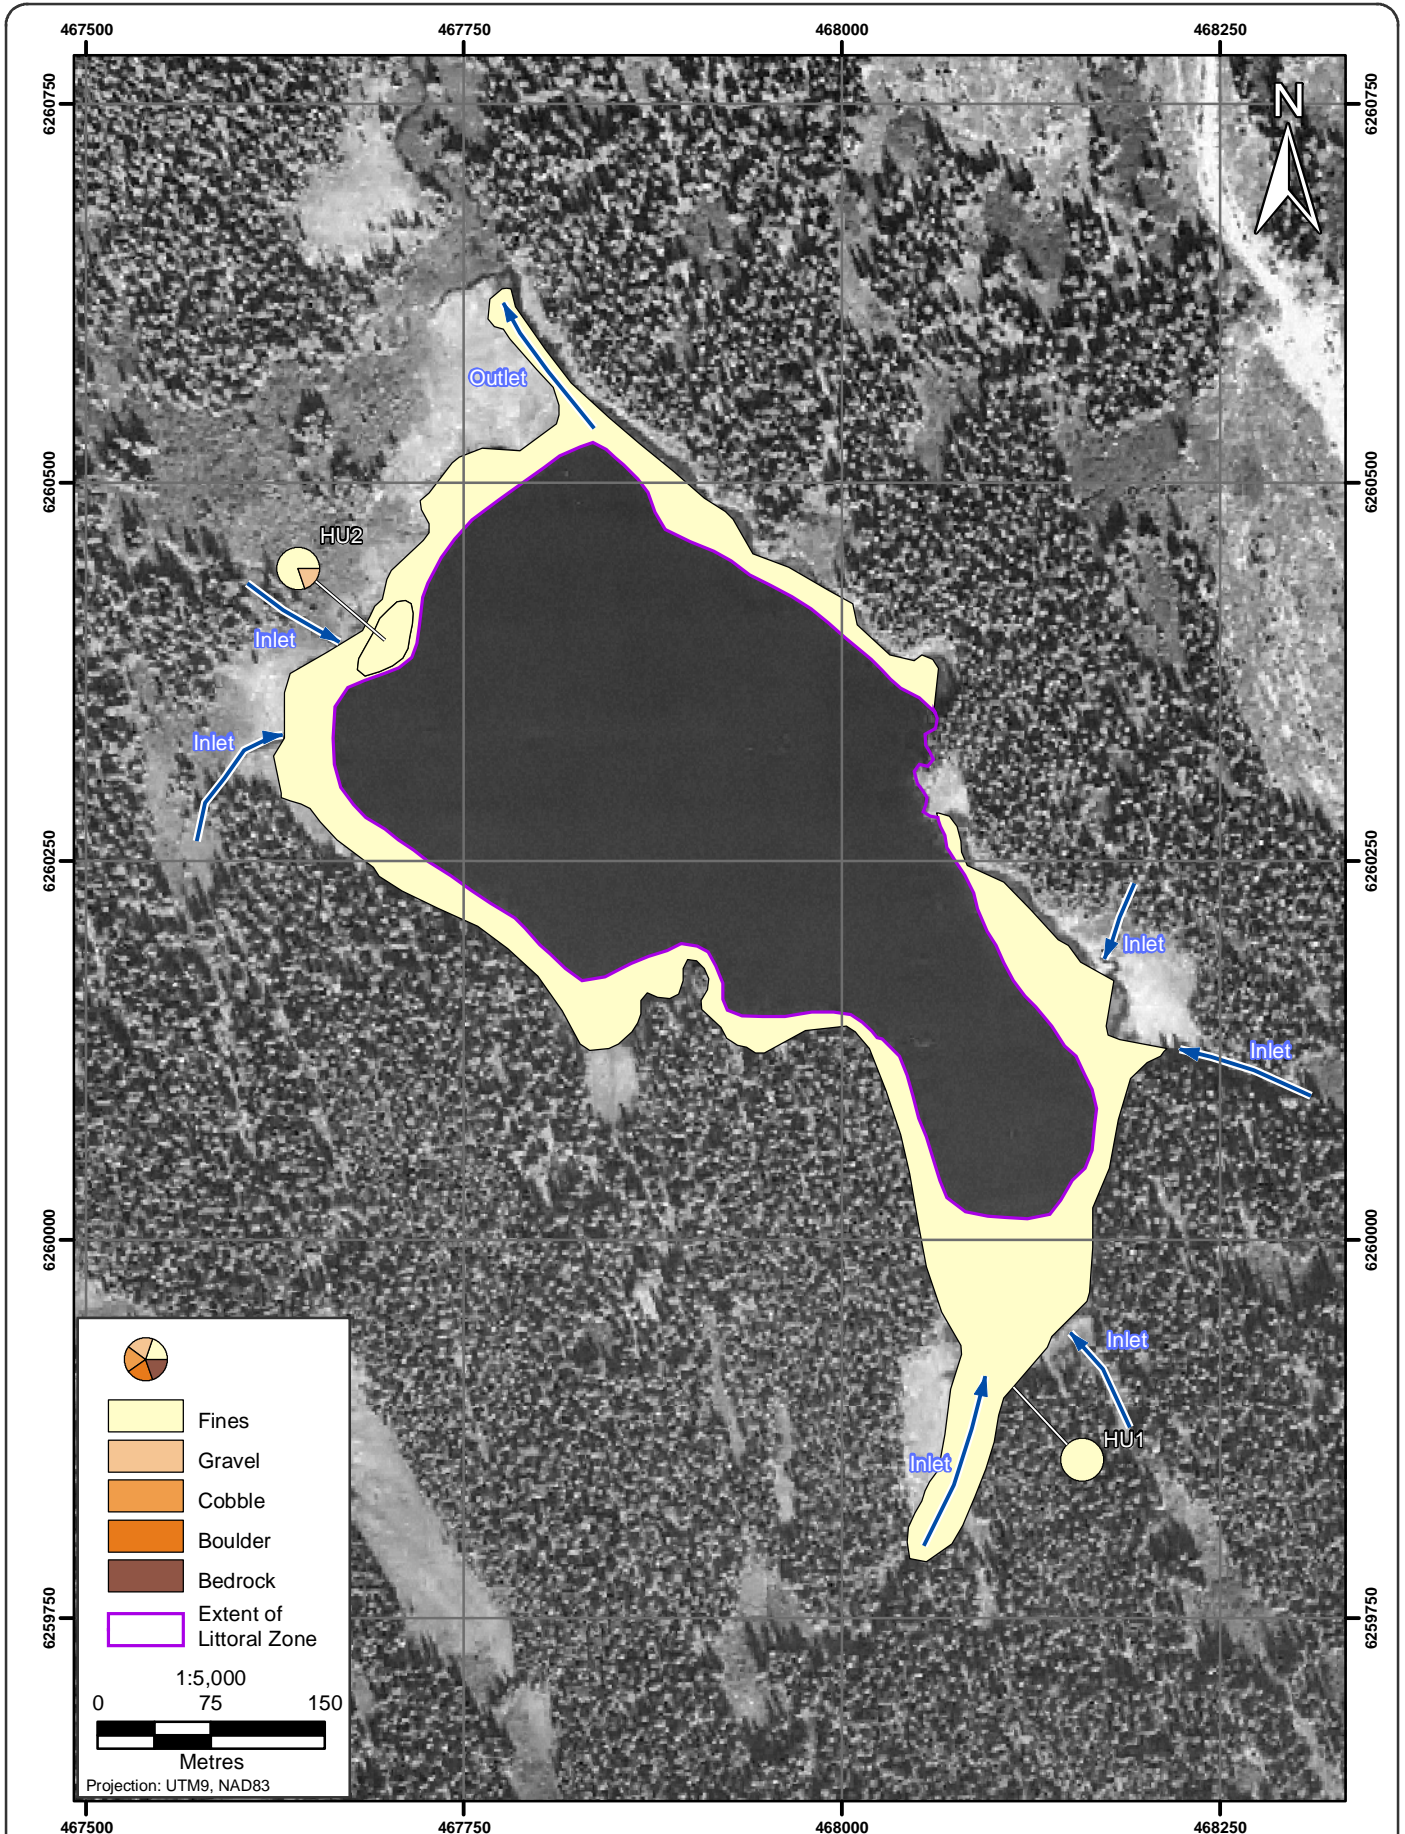 467500 467750 468000 468250
6260750 6260750
N
Outlet
6260500 6260500
HU2
Inlet
Inlet
6260250 6260250
Inlet
Inlet
6260000 6260000
Inlet
HU1
Inlet
Fines
Gravel
Cobble
Boulder
Bedrock
Extent of
Littoral Zone
6259750 6259750
1:5,000
0 75 150
Metres
Projection: UTM9, NAD83
467500 467750 468000 468250